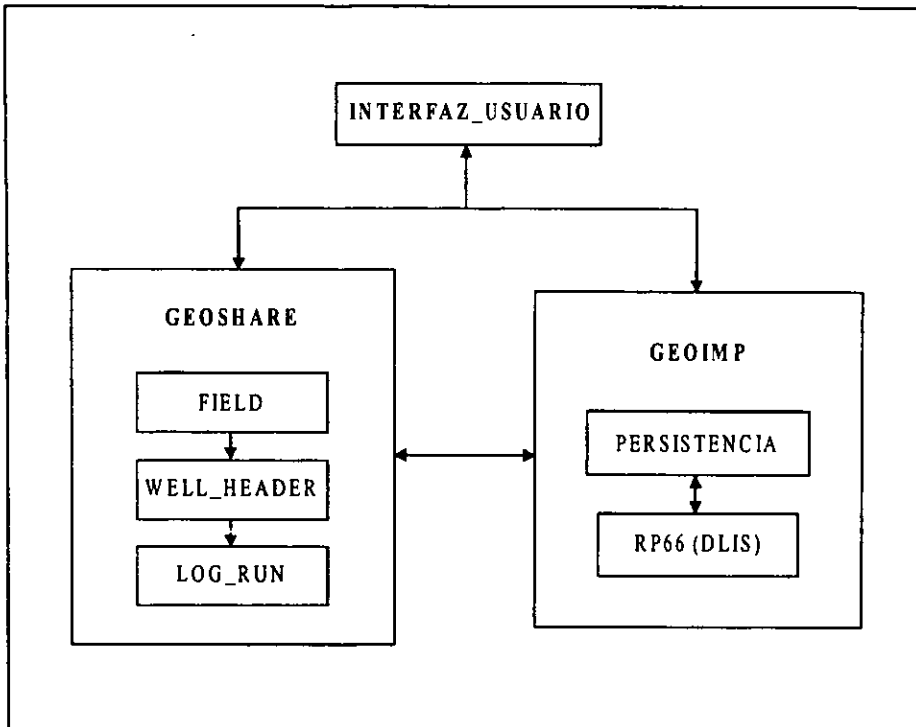 INTERFAZ_USUARIO
GEOSHARE
FIELD
WELL_HEADER
LOG_RUN
GEOIMP
PERSISTENCIA
RP66 (DLIS)